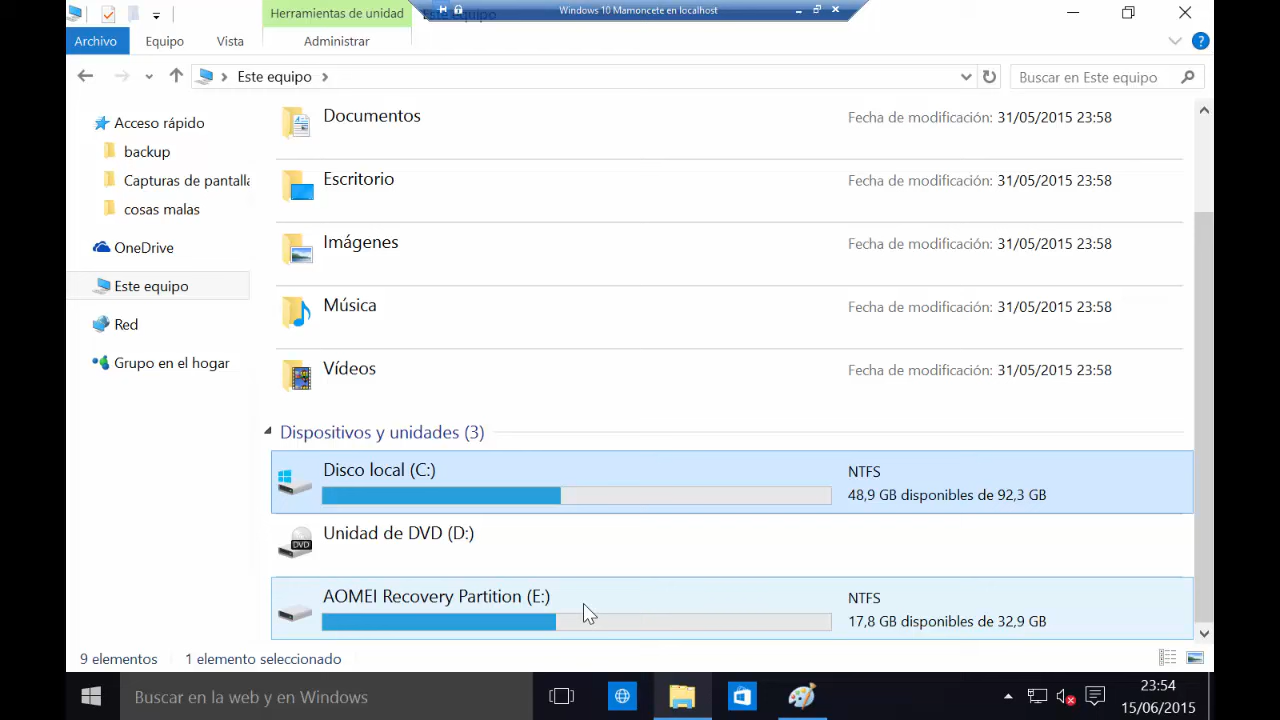 Herramientas de unidad
Windows 10 Mamoncete en localhost
Archivo
Equipo
Vista
Administrar
Este equipo
Buscar en Este equipo
Acceso rápido
backup
Capturas de pantalla
cosas malas
OneDrive
Este equipo
Red
Grupo en el hogar
Documentos
Fecha de modificación: 31/05/2015 23:58
Escritorio
Fecha de modificación: 31/05/2015 23:58
Imágenes
Fecha de modificación: 31/05/2015 23:58
Música
Fecha de modificación: 31/05/2015 23:58
Vídeos
Fecha de modificación: 31/05/2015 23:58
Dispositivos y unidades (3)
Disco local (C:)
NTFS
48,9 GB disponibles de 92,3 GB
Unidad de DVD (D:)
DVD
AOMEI Recovery Partition (E:)
NTFS
17,8 GB disponibles de 32,9 GB
9 elementos
1 elemento seleccionado
Buscar en la web y en Windows
23:54
15/06/2015